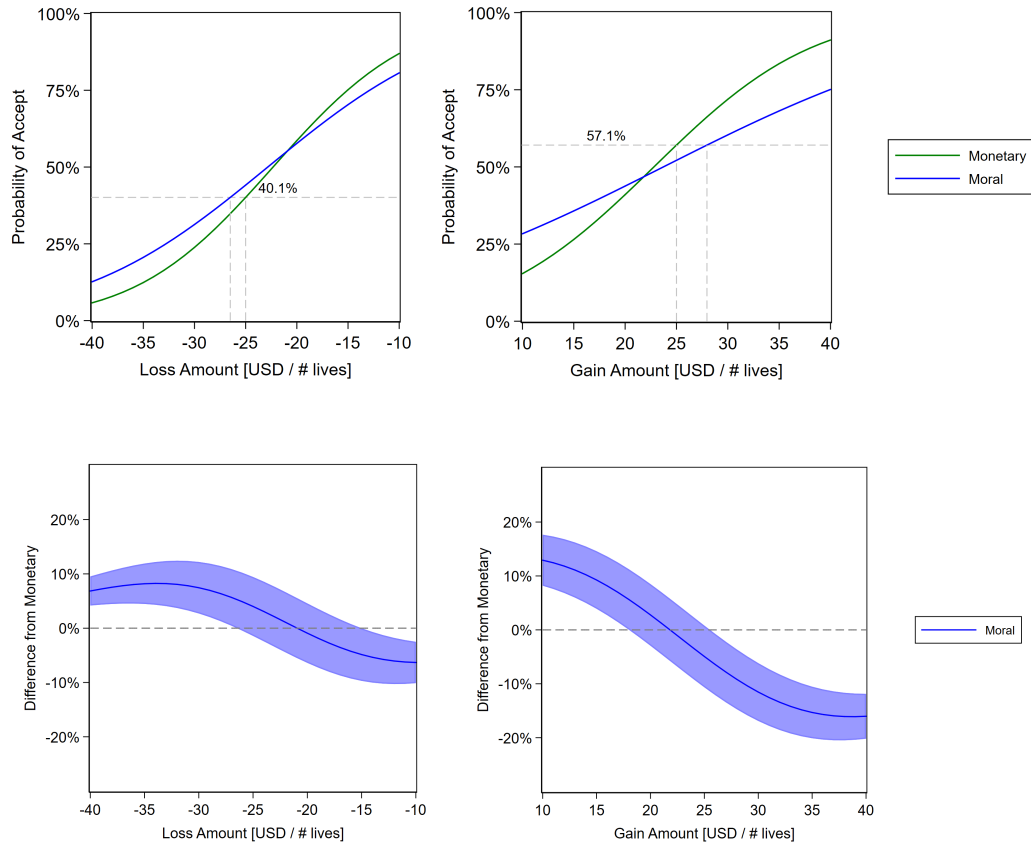 100%
75%
50%
25%
0%
Probability of Accept
40.1%
-40 -35 -30 -25 -20 -15 -10
Loss Amount [USD / # lives]
100%
75%
50%
25%
0%
Probability of Accept
57.1%
10 15 20 25 30 35 40
Gain Amount [USD / # lives]
Monetary
Moral
20%
10%
0%
-10%
-20%
Difference from Monetary
-40 -35 -30 -25 -20 -15 -10
Loss Amount [USD / # lives]
20%
10%
0%
-10%
-20%
Difference from Monetary
10 15 20 25 30 35 40
Gain Amount [USD / # lives]
Moral